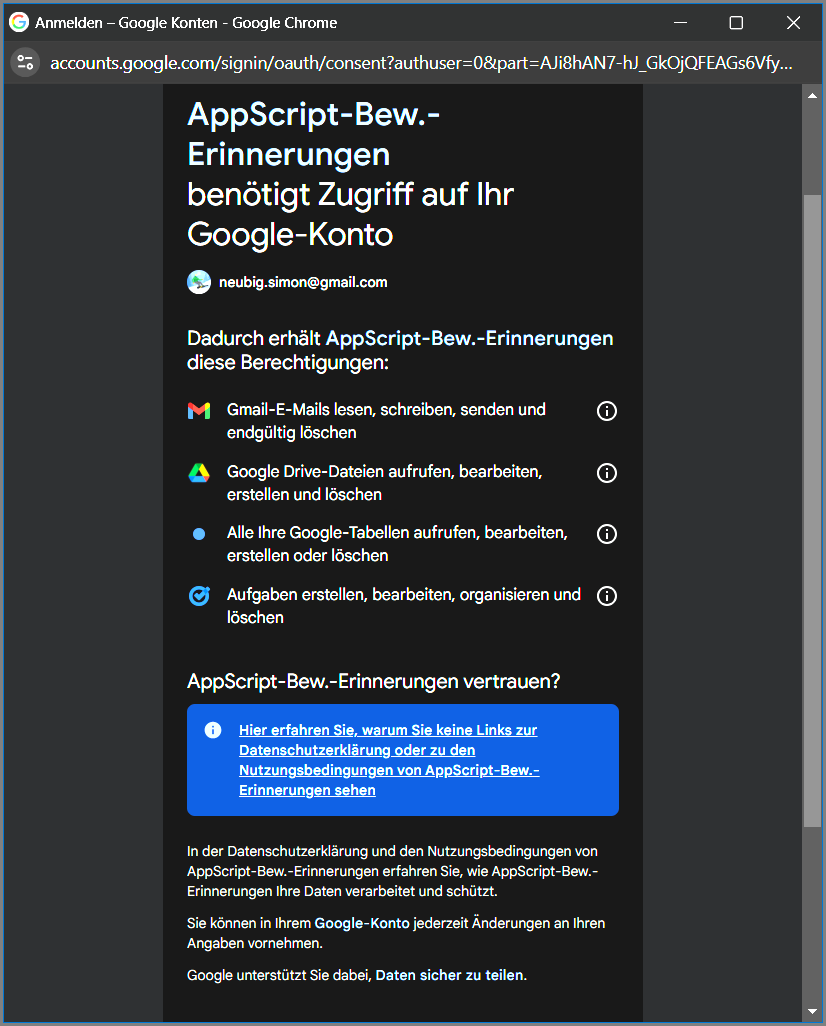 Anmelden – Google Konten - Google Chrome
accounts.google.com/signin/oauth/consent?authuser=0&part=AJi8hAN7-hJ_GkOjQFEAGs6Vfy...
AppScript-Bew.-
Erinnerungen
benötigt Zugriff auf Ihr
Google-Konto
neubig.simon@gmail.com
Dadurch erhält AppScript-Bew.-Erinnerungen
diese Berechtigungen:
Gmail-E-Mails lesen, schreiben, senden und
endgültig löschen
Google Drive-Dateien aufrufen, bearbeiten,
erstellen und löschen
Alle Ihre Google-Tabellen aufrufen, bearbeiten,
erstellen oder löschen
Aufgaben erstellen, bearbeiten, organisieren und
löschen
AppScript-Bew.-Erinnerungen vertrauen?
Hier erfahren Sie, warum Sie keine Links zur
Datenschutzerklärung oder zu den
Nutzungsbedingungen von AppScript-Bew.-
Erinnerungen sehen
In der Datenschutzerklärung und den Nutzungsbedingungen von
AppScript-Bew.-Erinnerungen erfahren Sie, wie AppScript-Bew.-
Erinnerungen Ihre Daten verarbeitet und schützt.
Sie können in Ihrem Google-Konto jederzeit Änderungen an Ihren
Angaben vornehmen.
Google unterstützt Sie dabei, Daten sicher zu teilen.